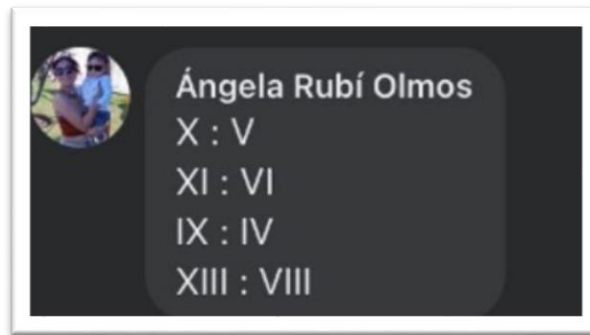 Ángela Rubí Olmos
X : V
XI : VI
IX : IV
XIII : VIII